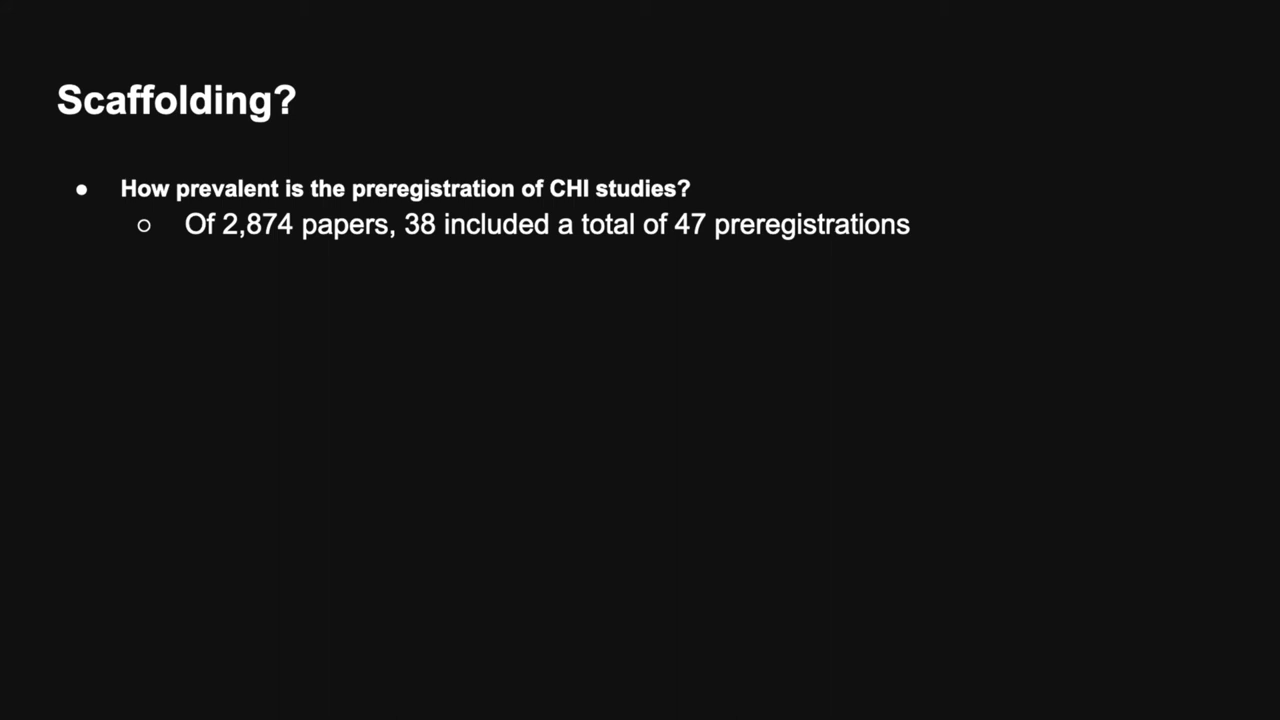 Scaffolding?
● How prevalent is the preregistration of CHI studies?
○ Of 2,874 papers, 38 included a total of 47 preregistrations